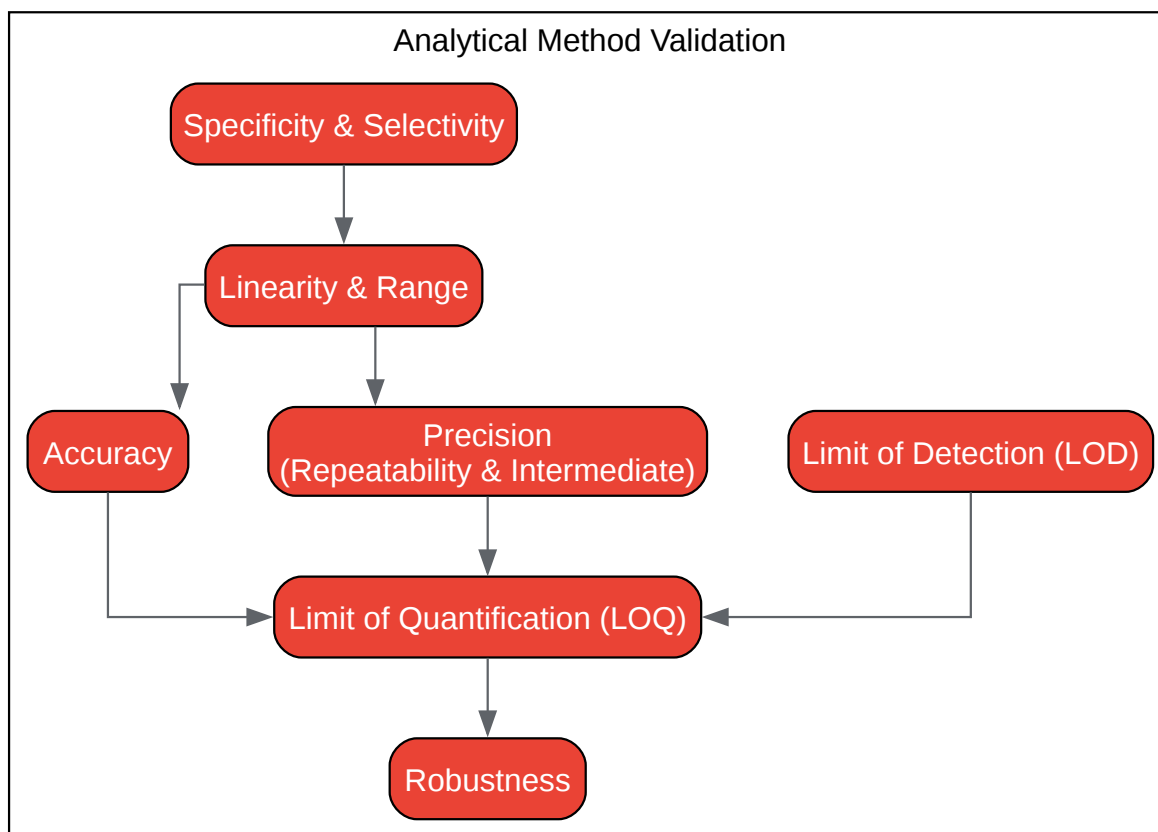 Analytical Method Validation
Specificity & Selectivity
Linearity & Range
Accuracy
Precision
(Repeatability & Intermediate)
Limit of Detection (LOD)
Limit of Quantification (LOQ)
Robustness